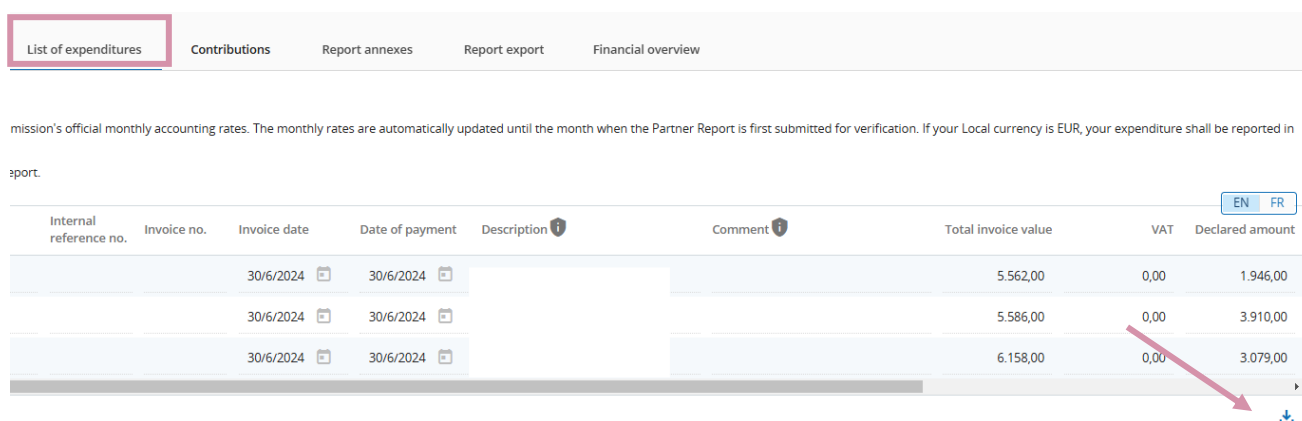 List of expenditures Contributions Report annexes Report export Financial overview
mission's official monthly accounting rates. The monthly rates are automatically updated until the month when the Partner Report is first submitted for verification. If your Local currency is EUR, your expenditure shall be reported in
eport.
EN FR
Internal reference no. Invoice no. Invoice date Date of payment Description Comment Total invoice value VAT Declared amount
30/6/2024 30/6/2024 5.562,00 0,00 1.946,00
30/6/2024 30/6/2024 5.586,00 0,00 3.910,00
30/6/2024 30/6/2024 6.158,00 0,00 3.079,00